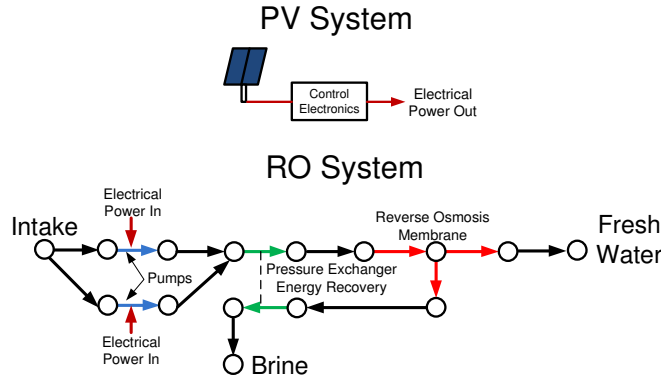 PV System
Control
Electronics
Electrical
Power Out
RO System
Electrical
Power In
Intake
Reverse Osmosis
Membrane
Fresh
Water
Pumps
Pressure Exchanger
Energy Recovery
Electrical
Power In
Brine